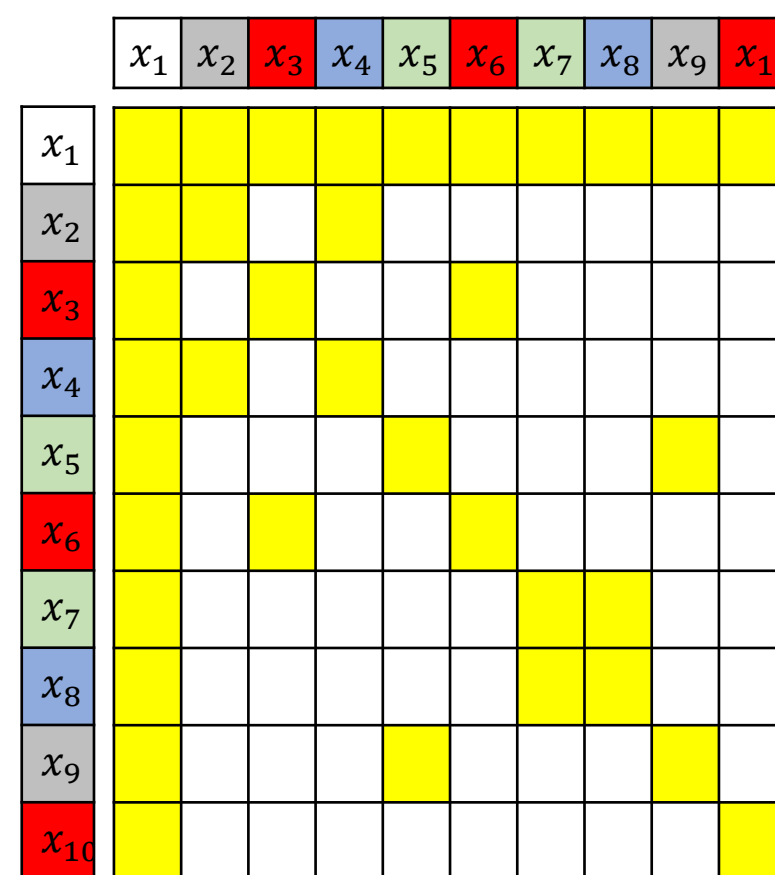 x₁ x₂ x₃ x₄ x₅ x₆ x₇ x₈ x₉ x₁
x₁
x₂
x₃
x₄
x₅
x₆
x₇
x₈
x₉
x₁₀